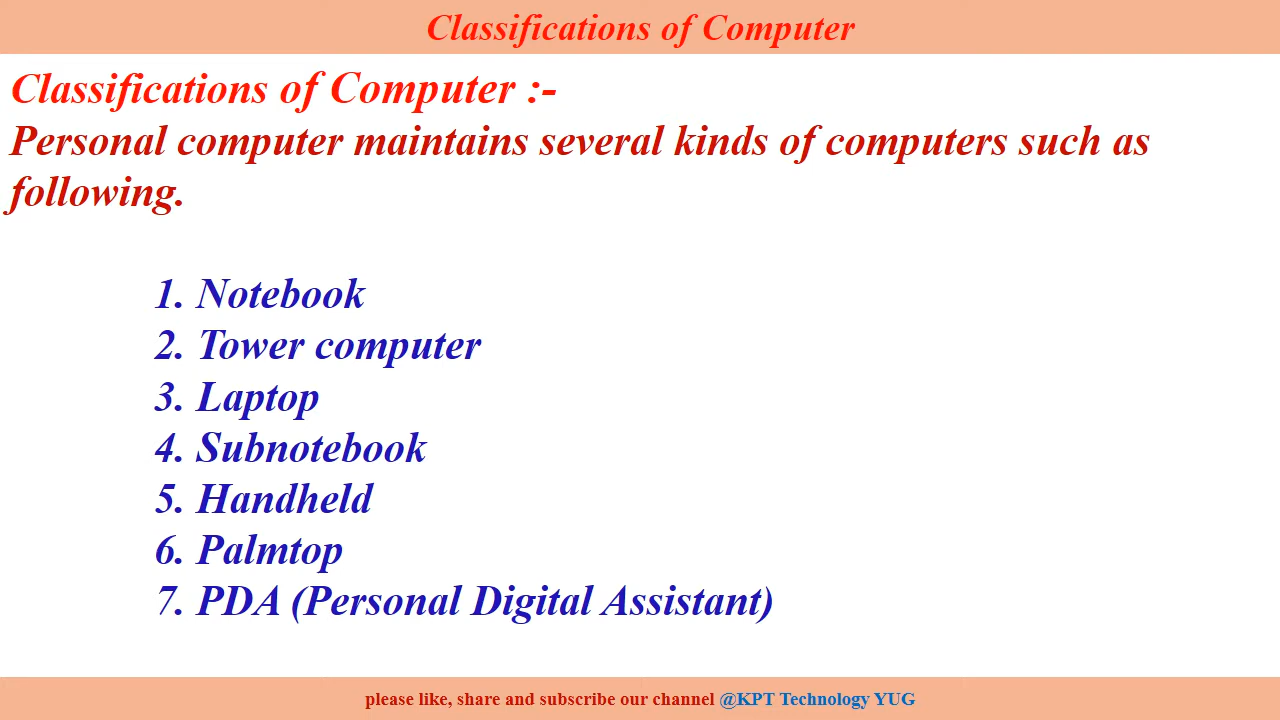 Classifications of Computer
Classifications of Computer :-
Personal computer maintains several kinds of computers such as
following.
1. Notebook
2. Tower computer
3. Laptop
4. Subnotebook
5. Handheld
6. Palmtop
7. PDA (Personal Digital Assistant)
please like, share and subscribe our channel @KPT Technology YUG